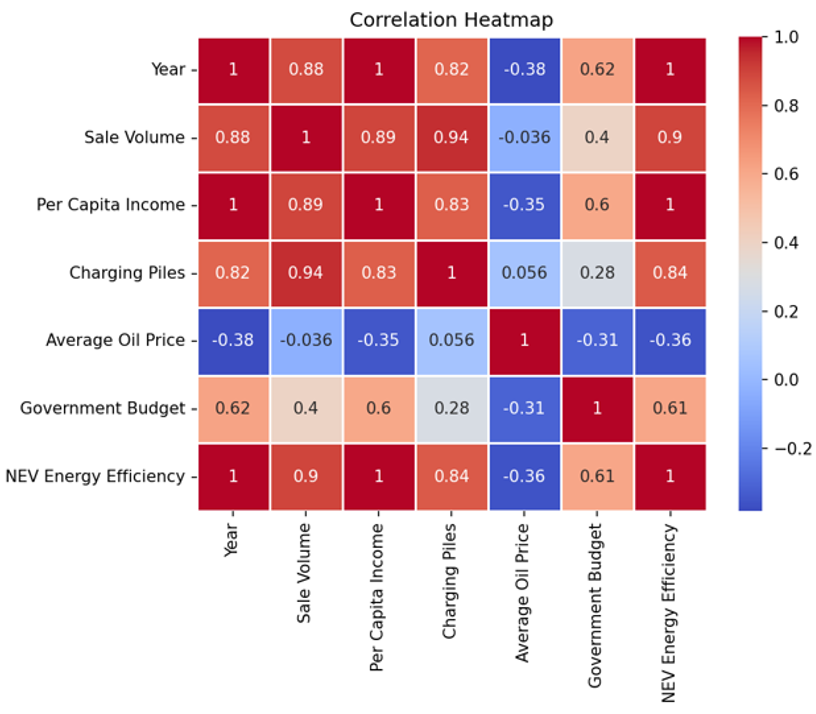 Correlation Heatmap
Year 1 0.88 1 0.82 -0.38 0.62 1
Sale Volume 0.88 1 0.89 0.94 -0.036 0.4 0.9
Per Capita Income 1 0.89 1 0.83 -0.35 0.6 1
Charging Piles 0.82 0.94 0.83 1 0.056 0.28 0.84
Average Oil Price -0.38 -0.036 -0.35 0.056 1 -0.31 -0.36
Government Budget 0.62 0.4 0.6 0.28 -0.31 1 0.61
NEV Energy Efficiency 1 0.9 1 0.84 -0.36 0.61 1
Year
Sale Volume
Per Capita Income
Charging Piles
Average Oil Price
Government Budget
NEV Energy Efficiency
1.0
0.8
0.6
0.4
0.2
0.0
−0.2